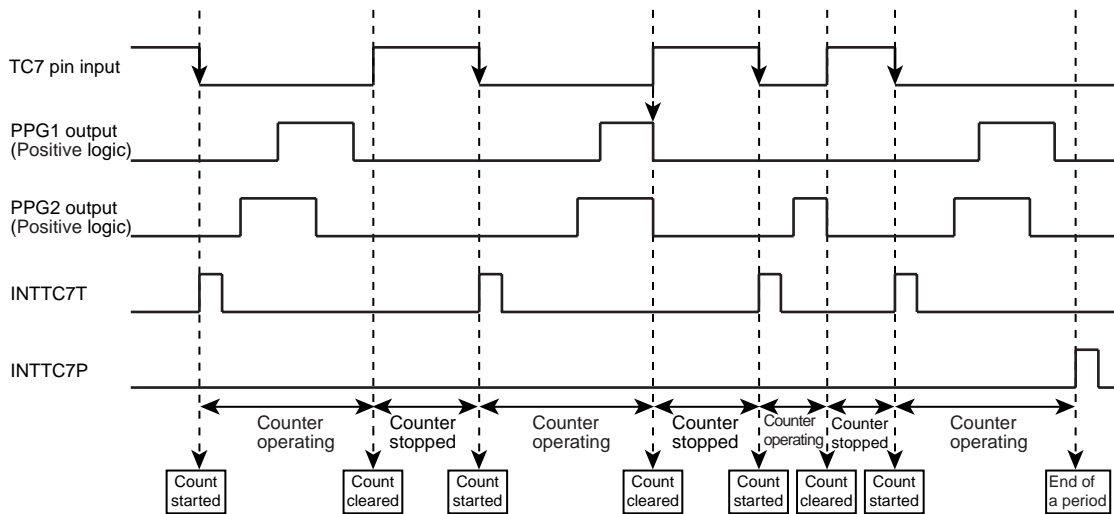 TC7 pin input
PPG1 output
(Positive logic)
PPG2 output
(Positive logic)
INTTC7T
INTTC7P
Counter
operating
Counter
stopped
Counter
operating
Counter
stopped
Counter
operating
Counter
stopped
Counter
operating
Count
started
Count
cleared
Count
started
Count
cleared
Count
started
Count
cleared
Count
started
End of
a period